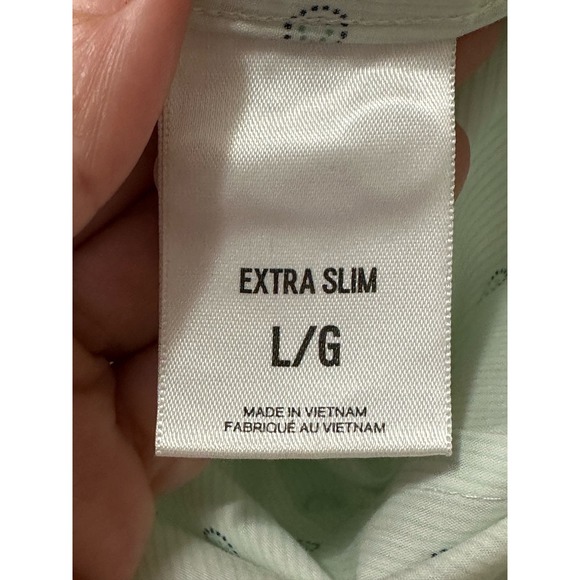 EXTRA SLIM
L/G
MADE IN VIETNAM
FABRIQUÉ AU VIETNAM